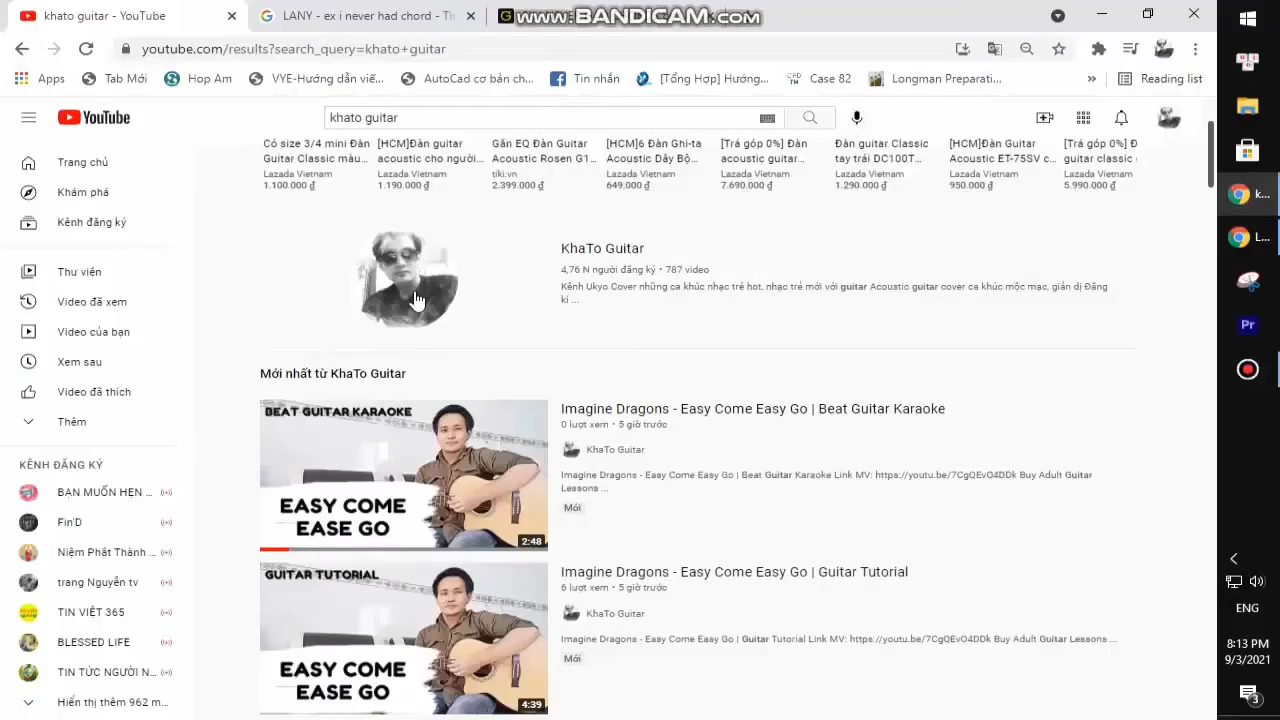 khato guitar - YouTube
LANY - ex i never had chord - Tì
www.BANDICAM.com
youtube.com/results?search_query=khato+guitar
Apps
Tab Mới
Hop Am
VYE-Hướng dẫn viế...
AutoCad cơ bản ch...
Tin nhắn
[Tổng Hợp] Hướng...
Case 82
Longman Preparati...
»
Reading list
YouTube
khato guitar
Có size 3/4 mini Đàn
Guitar Classic màu...
Lazada Vietnam
1.100.000 ₫
[HCM]Đàn guitar
acoustic cho người...
Lazada Vietnam
1.190.000 ₫
Gắn EQ Đàn Guitar
Acoustic Rosen G1...
tiki.vn
2.399.000 ₫
[HCM]6 Đàn Ghi-ta
Acoustic Dây Bộ...
Lazada Vietnam
649.000 ₫
[Trả góp 0%] Đàn
acoustic guitar...
Lazada Vietnam
7.690.000 ₫
Đàn guitar Classic
tay trái DC100T...
Lazada Vietnam
1.290.000 ₫
[HCM]Đàn Guitar
Acoustic ET-75SV c...
Lazada Vietnam
950.000 ₫
[Trả góp 0%] Đàn
guitar classic
Lazada Vietnam
5.990.000 ₫
Trang chủ
Khám phá
Kênh đăng ký
Thư viện
Video đã xem
Video của bạn
Xem sau
Video đã thích
Thêm
KÊNH ĐĂNG KÝ
BẠN MUỐN HẸN ...
Fin'D
Niệm Phật Thành ...
trang Nguyễn tv
TIN VIỆT 365
BLESSED LIFE
TIN TỨC NGƯỜI N...
Hiển thị thêm 962 m...
KhaTo Guitar
4,76 N người đăng ký • 787 video
Kênh Ukyo Cover những ca khúc nhạc trẻ hot, nhạc trẻ mới với guitar Acoustic guitar cover ca khúc mộc mạc, giản dị Đăng
kí ...
Mới nhất từ KhaTo Guitar
BEAT GUITAR KARAOKE
EASY COME
EASE GO
2:48
Imagine Dragons - Easy Come Easy Go | Beat Guitar Karaoke
0 lượt xem • 5 giờ trước
KhaTo Guitar
Imagine Dragons - Easy Come Easy Go | Beat Guitar Karaoke Link MV: https://youtu.be/7CgQEvO4DDk Buy Adult Guitar
Lessons ...
Mới
GUITAR TUTORIAL
EASY COME
EASE GO
4:39
Imagine Dragons - Easy Come Easy Go | Guitar Tutorial
6 lượt xem • 5 giờ trước
KhaTo Guitar
Imagine Dragons - Easy Come Easy Go | Guitar Tutorial Link MV: https://youtu.be/7CgQEvO4DDk Buy Adult Guitar Lessons ...
Mới
k...
L...
Pr
ENG
8:13 PM
9/3/2021
3